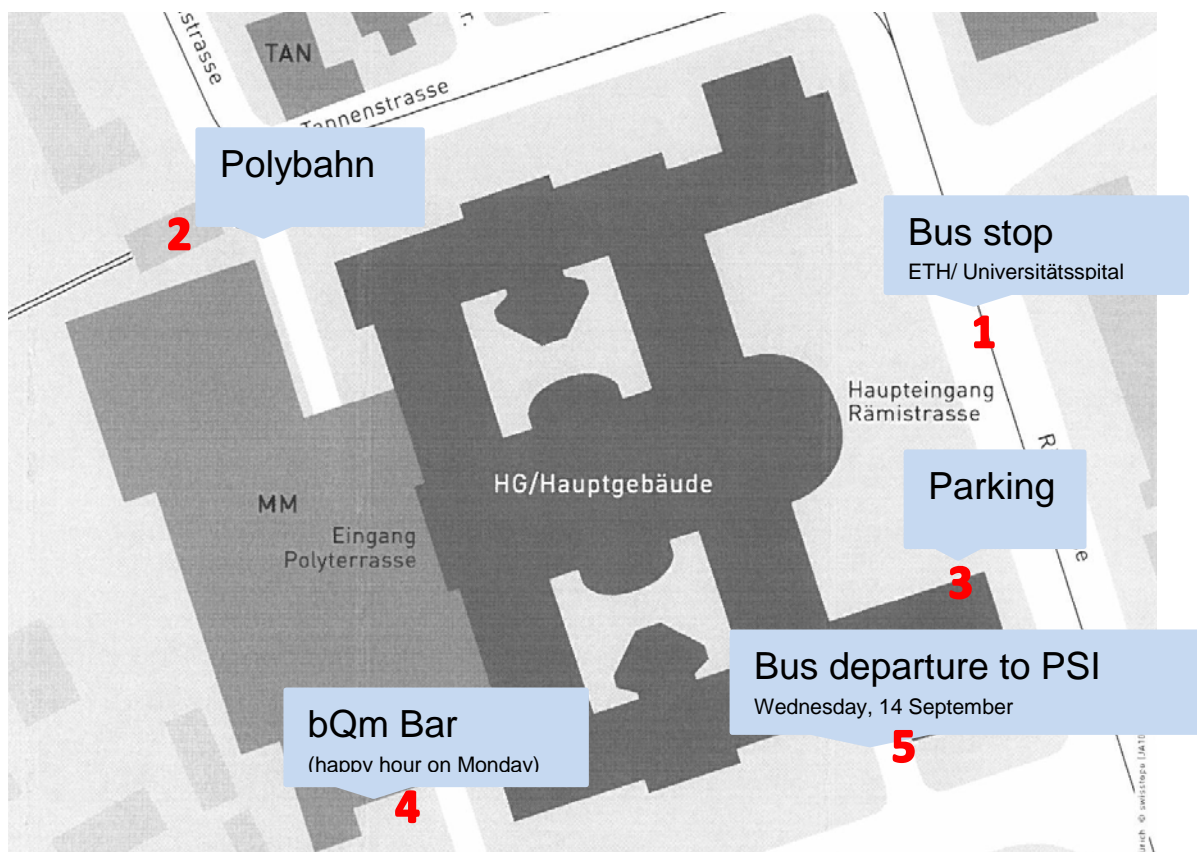 strasse
TAN
r.
Tannenstrasse
Polybahn
2
Bus stop
ETH/ Universitätsspital
1
Haupteingang
Rämistrasse
HG/Hauptgebäude
Parking
MM
Eingang
Polyterrasse
3
Bus departure to PSI
Wednesday, 14 September
5
bQm Bar
(happy hour on Monday)
4